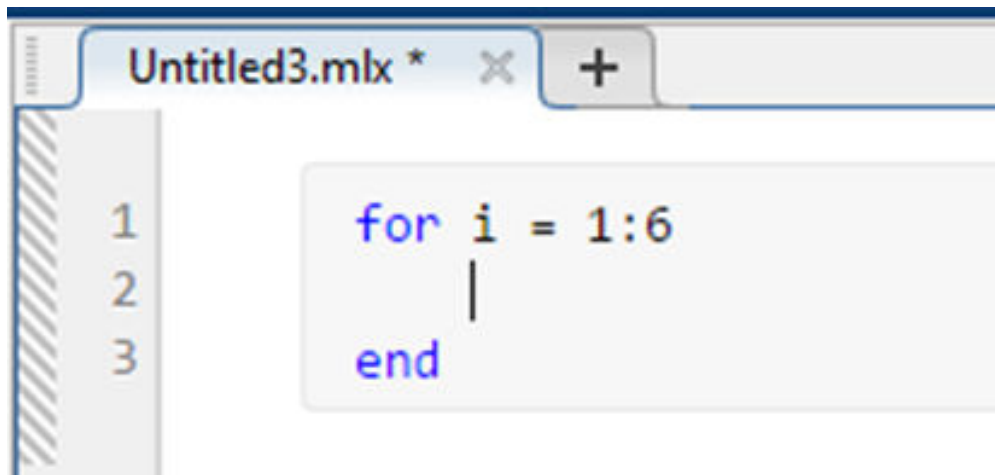 Untitled3.mlx *
1 for i = 1:6
2
3 end